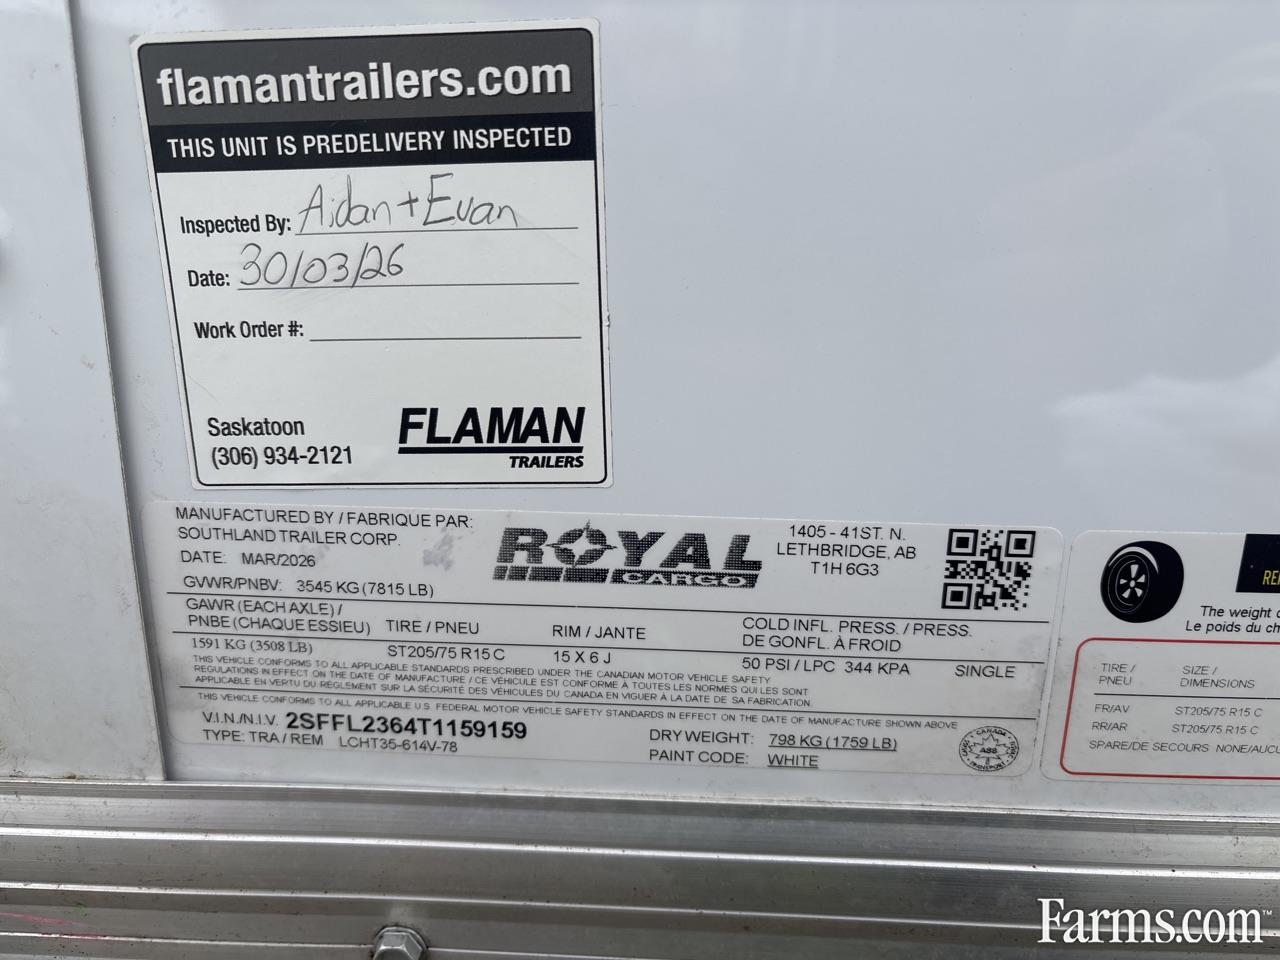 flamantrailers.com
THIS UNIT IS PREDELIVERY INSPECTED
Inspected By: Aidan + Evan
Date: 30/03/26
Work Order #:
Saskatoon
(306) 934-2121
FLAMAN
TRAILERS
MANUFACTURED BY / FABRIQUE PAR:
SOUTHLAND TRAILER CORP.
DATE: MAR/2026
ROYAL
CARGO
1405 - 41ST. N.
LETHBRIDGE, AB
T1H 6G3
GVWR/PNBV: 3545 KG (7815 LB)
GAWR (EACH AXLE) /
PNBE (CHAQUE ESSIEU) TIRE / PNEU RIM / JANTE COLD INFL. PRESS. / PRESS.
DE GONFL. À FROID
1591 KG (3508 LB) ST205/75 R15 C 15 X 6 J 50 PSI / LPC 344 KPA SINGLE
THIS VEHICLE CONFORMS TO ALL APPLICABLE STANDARDS PRESCRIBED UNDER THE CANADIAN MOTOR VEHICLE SAFETY
REGULATIONS IN EFFECT ON THE DATE OF MANUFACTURE / CE VÉHICULE EST CONFORME À TOUTES LES NORMES QUI LES SONT
APPLICABLE EN VERTU DU RÈGLEMENT SUR LA SÉCURITÉ DES VÉHICULES DU CANADA EN VIGUER À LA DATE DE SA FABRICATION.
THIS VEHICLE CONFORMS TO ALL APPLICABLE U.S. FEDERAL MOTOR VEHICLE SAFETY STANDARDS IN EFFECT ON THE DATE OF MANUFACTURE SHOWN ABOVE
V.I.N./N.I.V. 2SFFL2364T1159159
TYPE: TRA / REM LCHT35-614V-78
DRY WEIGHT: 798 KG (1759 LB)
PAINT CODE: WHITE
CANADA
ASB
TRANSPORT
The weight
Le poids du
TIRE /
PNEU
SIZE /
DIMENSIONS
FR/AV ST205/75 R15 C
RR/AR ST205/75 R15 C
SPARE/DE SECOURS NONE/AUCU
Farms.com™